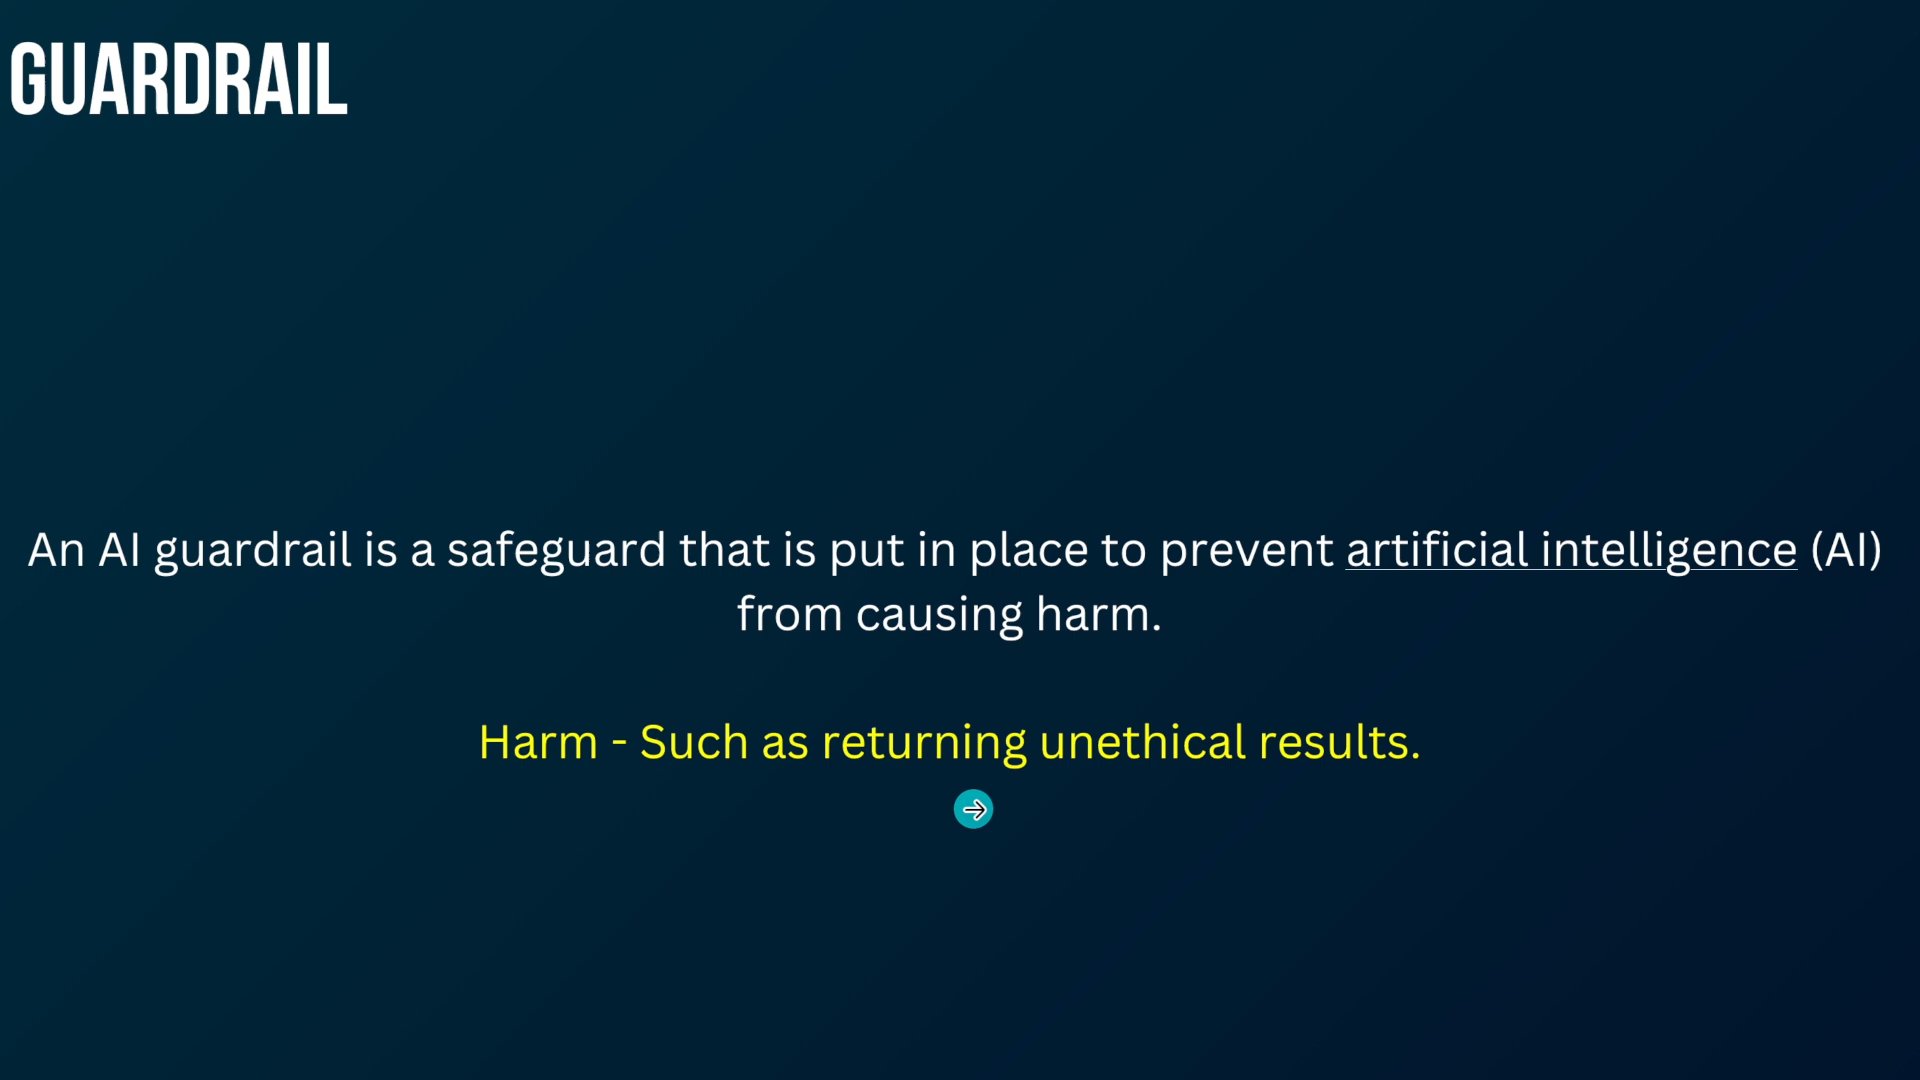 GUARDRAIL
An AI guardrail is a safeguard that is put in place to prevent artificial intelligence (AI)
from causing harm.
Harm - Such as returning unethical results.